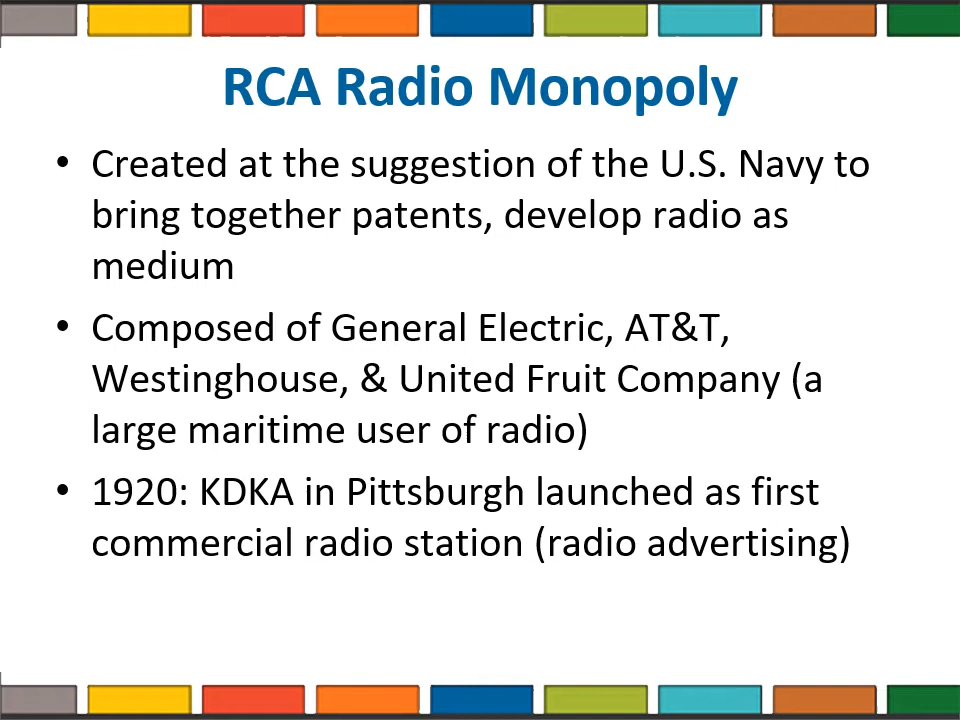 RCA Radio Monopoly
• Created at the suggestion of the U.S. Navy to
bring together patents, develop radio as
medium
• Composed of General Electric, AT&T,
Westinghouse, & United Fruit Company (a
large maritime user of radio)
• 1920: KDKA in Pittsburgh launched as first
commercial radio station (radio advertising)